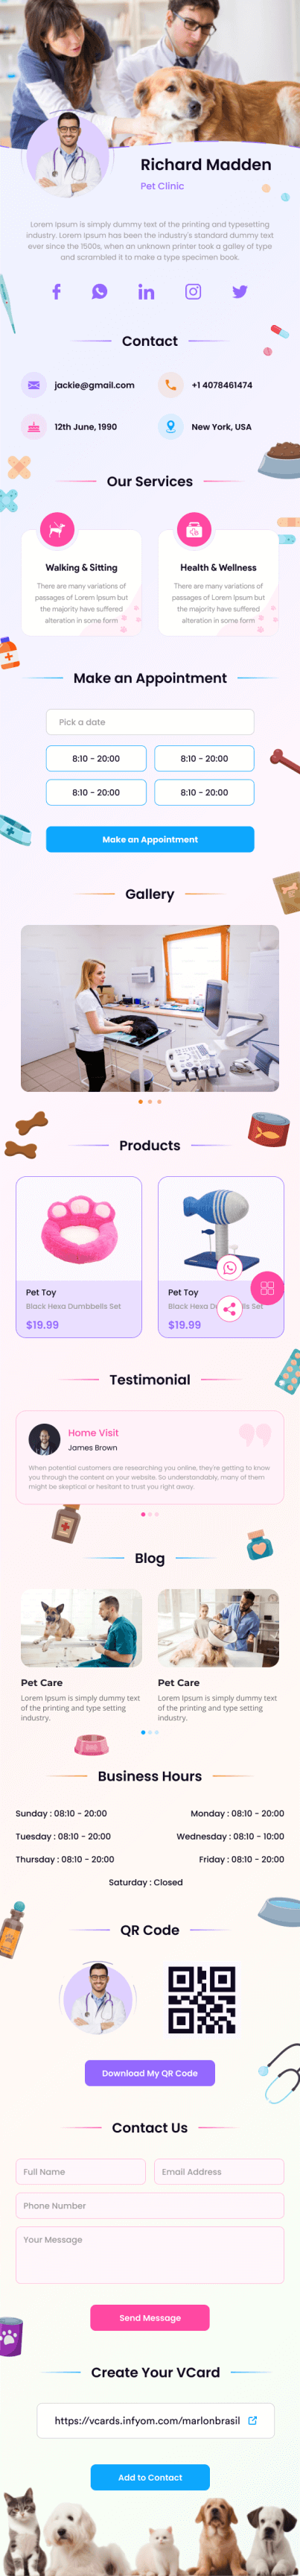 Richard Madden
Pet Clinic
Lorem Ipsum is simply dummy text of the printing and typesetting
industry. Lorem Ipsum has been the industry's standard dummy text
ever since the 1500s, when an unknown printer took a galley of type
and scrambled it to make a type specimen book.
Contact
jackie@gmail.com
+1 4078461474
12th June, 1990
New York, USA
Our Services
Walking & Sitting
There are many variations of
passages of Lorem Ipsum but
the majority have suffered
alteration in some form
Health & Wellness
There are many variations of
passages of Lorem Ipsum but
the majority have suffered
alteration in some form
Make an Appointment
Pick a date
8:10 - 20:00
8:10 - 20:00
8:10 - 20:00
8:10 - 20:00
Make an Appointment
Gallery
Products
Pet Toy
Black Hexa Dumbbells Set
$19.99
Pet Toy
Black Hexa D lls Set
$19.99
Testimonial
Home Visit
James Brown
When potential customers are researching you online, they're getting to know
you through the content on your website. So understandably, many of them
might be skeptical or hesitant to trust you right away.
Blog
Pet Care
Lorem Ipsum is simply dummy text
of the printing and type setting
industry.
Pet Care
Lorem Ipsum is simply dummy text
of the printing and type setting
industry.
Business Hours
Sunday : 08:10 - 20:00
Monday : 08:10 - 20:00
Tuesday : 08:10 - 20:00
Wednesday : 08:10 - 10:00
Thursday : 08:10 - 20:00
Friday : 08:10 - 20:00
Saturday : Closed
QR Code
Download My QR Code
Contact Us
Full Name
Email Address
Phone Number
Your Message
Send Message
Create Your VCard
https://vcards.infyom.com/marlonbrasil
Add to Contact